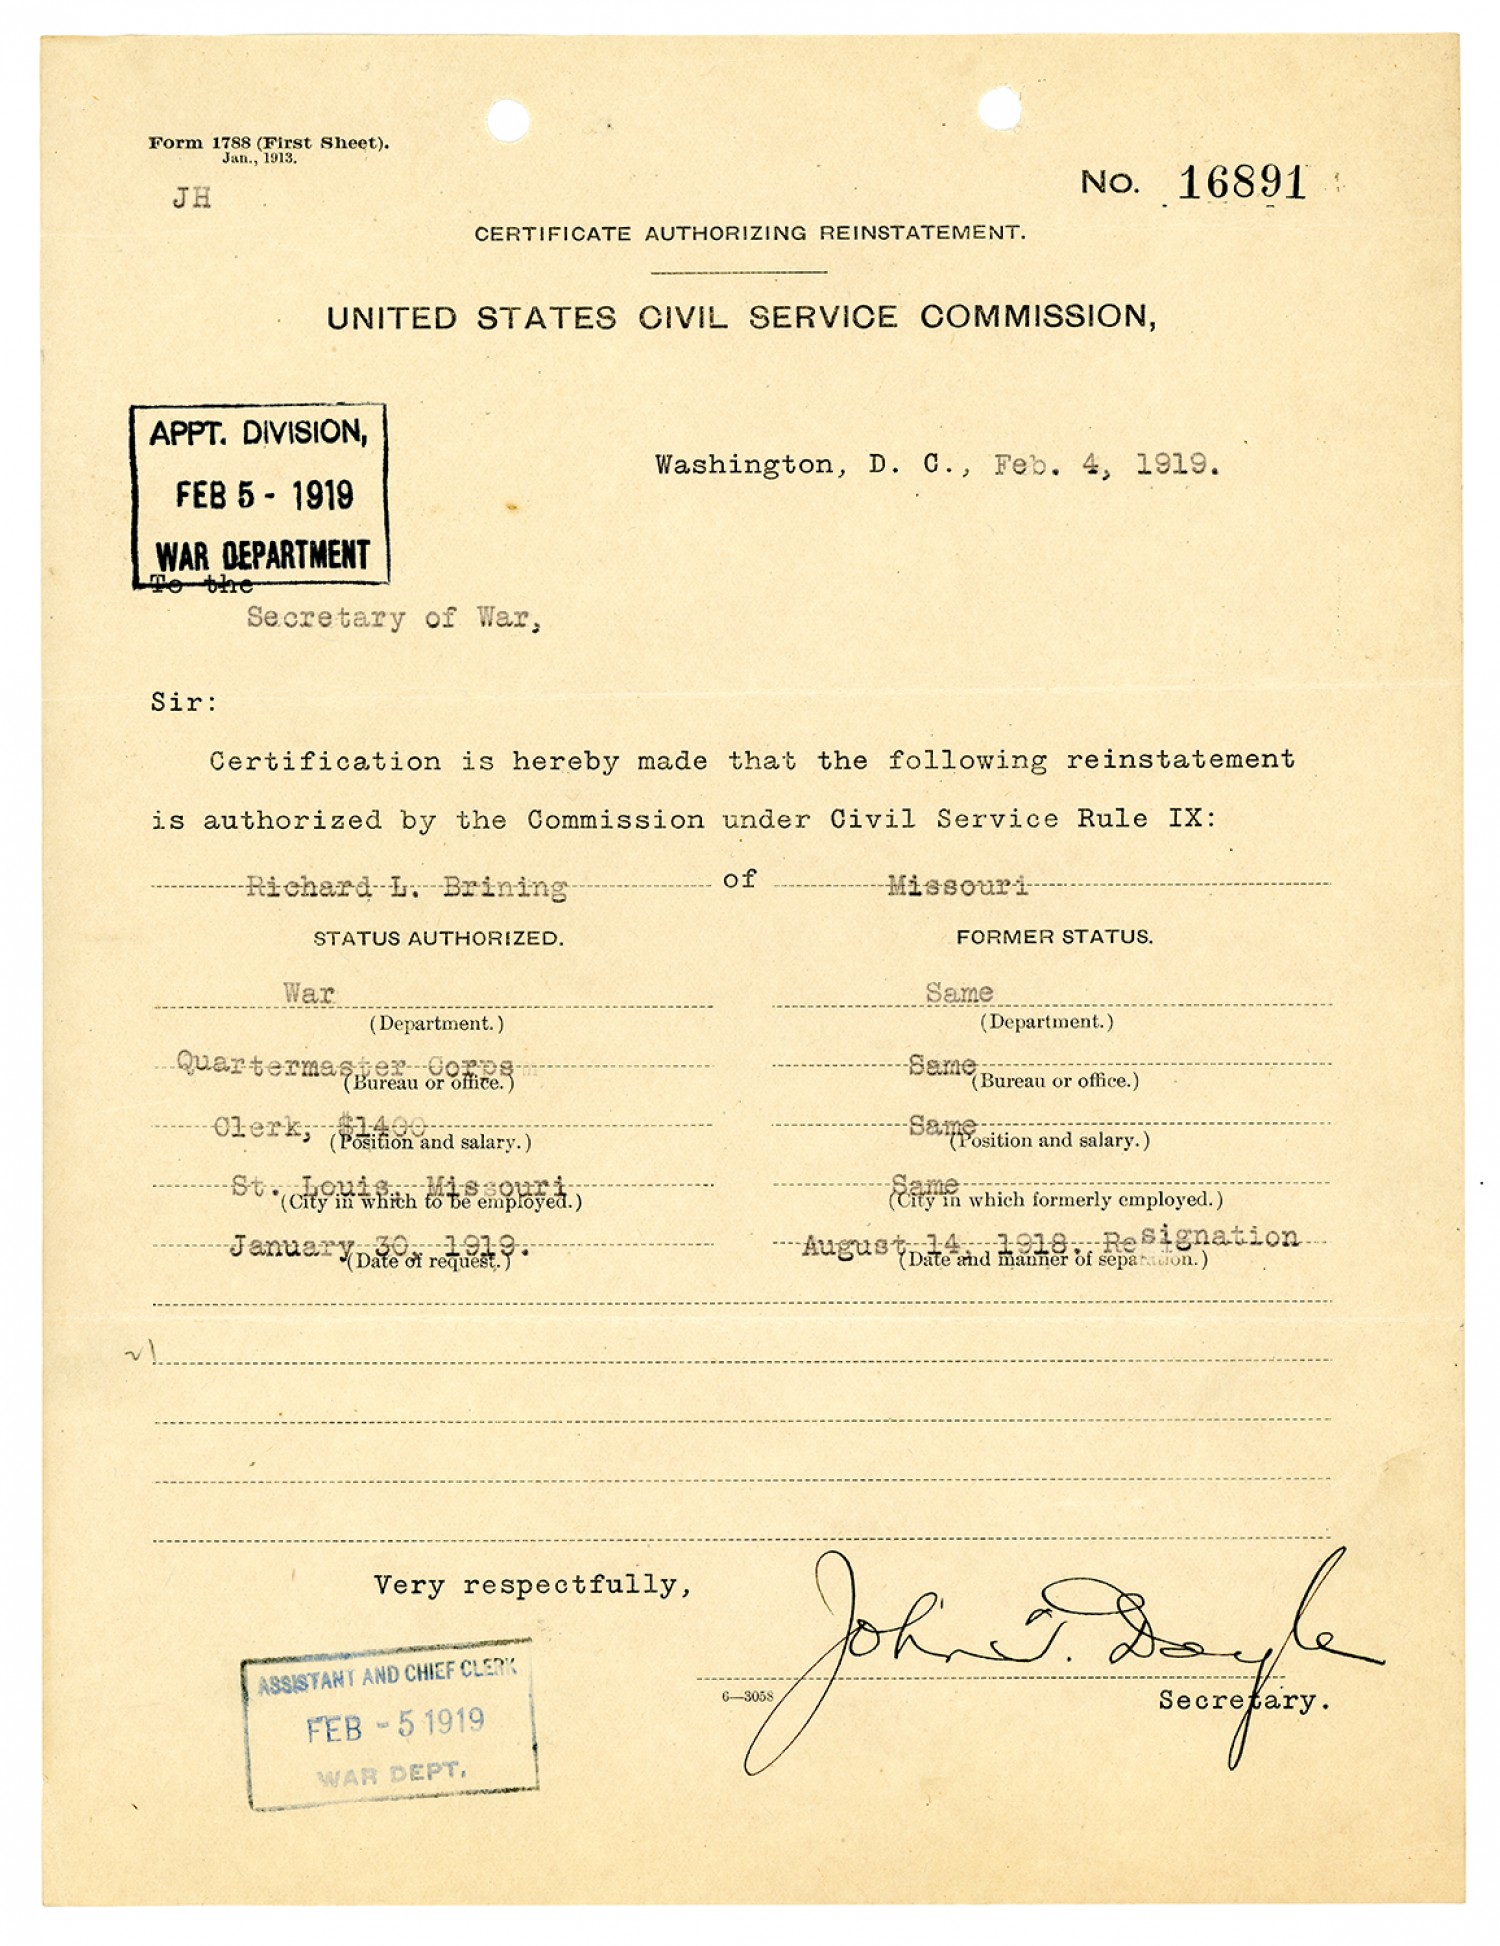 Form 1788 (First Sheet).
Jan., 1913.
JH
No. 16891
CERTIFICATE AUTHORIZING REINSTATEMENT.
UNITED STATES CIVIL SERVICE COMMISSION,
APPT. DIVISION,
FEB 5 - 1919
WAR DEPARTMENT
Washington, D. C., Feb. 4, 1919.
To the
Secretary of War,
Sir:
Certification is hereby made that the following reinstatement
is authorized by the Commission under Civil Service Rule IX:
Richard L. Brining of Missouri
STATUS AUTHORIZED. FORMER STATUS.
War Same
(Department.) (Department.)
Quartermaster Corps Same
(Bureau or office.) (Bureau or office.)
Clerk, $1400 Same
(Position and salary.) (Position and salary.)
St. Louis, Missouri Same
(City in which to be employed.) (City in which formerly employed.)
January 30, 1919. August 14, 1918. Resignation
(Date of request.) (Date and manner of separation.)
Very respectfully,
John T. Doyle
6—3058
Secretary.
ASSISTANT AND CHIEF CLERK
FEB - 5 1919
WAR DEPT.